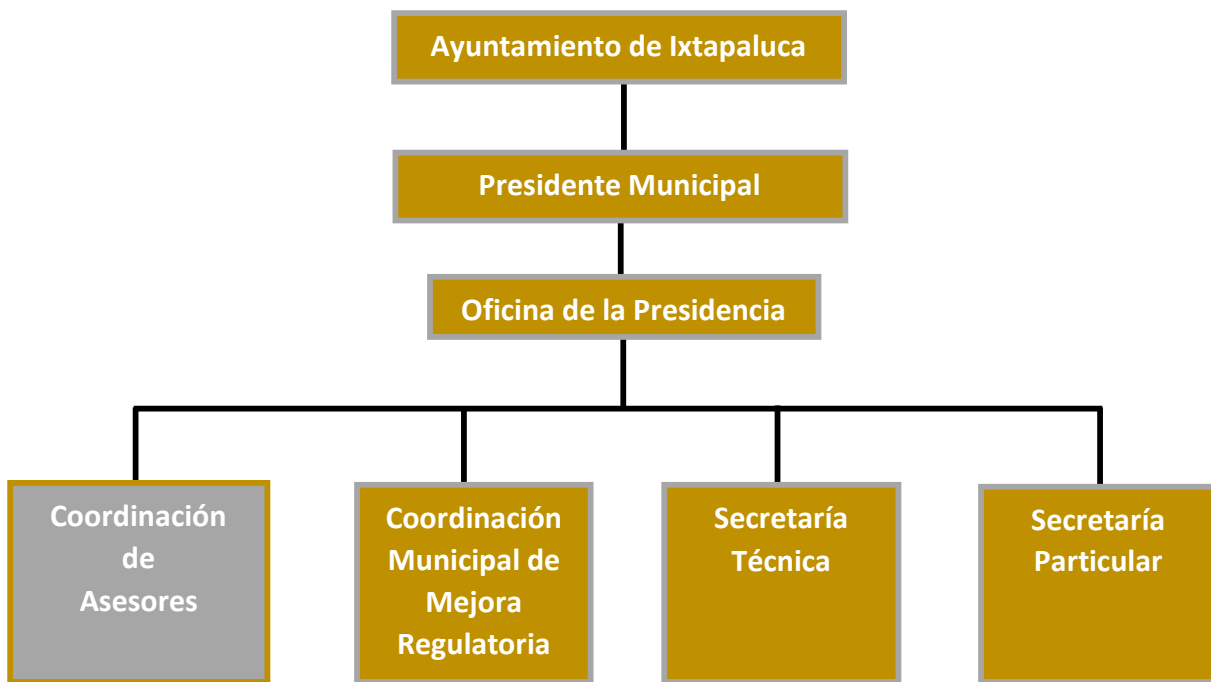 Ayuntamiento de Ixtapaluca
Presidente Municipal
Oficina de la Presidencia
Coordinación
de
Asesores
Coordinación
Municipal de
Mejora
Regulatoria
Secretaría
Técnica
Secretaría
Particular